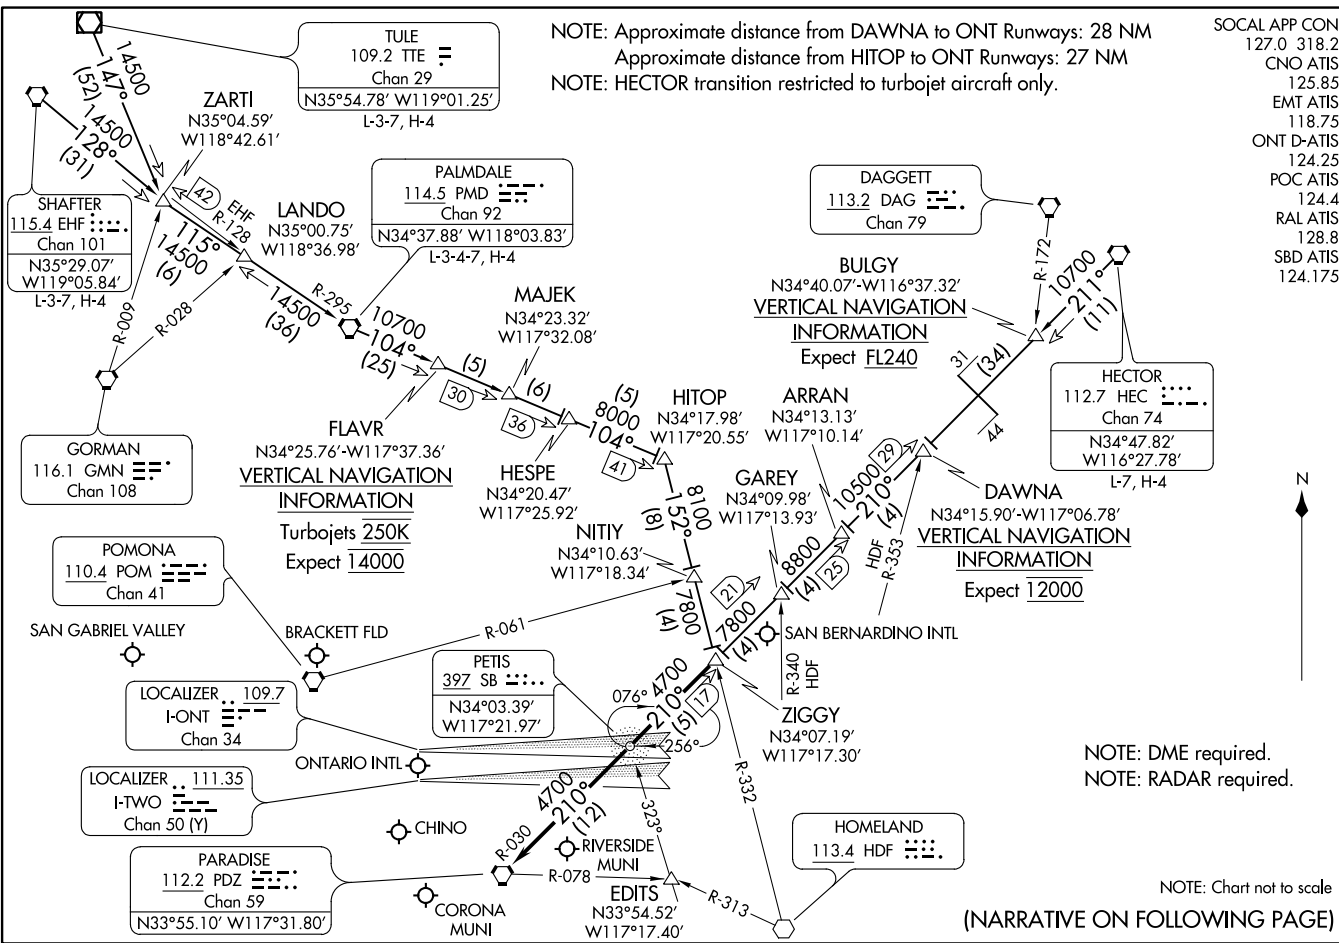 NOTE: Approximate distance from DAWNA to ONT Runways: 28 NM
Approximate distance from HITOP to ONT Runways: 27 NM
NOTE: HECTOR transition restricted to turbojet aircraft only.
SOCAL APP CON
127.0 318.2
CNO ATIS
125.85
EMT ATIS
118.75
ONT D-ATIS
124.25
POC ATIS
124.4
RAL ATIS
128.8
SBD ATIS
124.175
TULE
109.2 TTE
Chan 29
N35°54.78' W119°01.25'
L-3-7, H-4
14500
147°
(52)
14500
128°
(31)
ZARTI
N35°04.59'
W118°42.61'
SHAFTER
115.4 EHF
Chan 101
N35°29.07'
W119°05.84'
L-3-7, H-4
42
EHF
R-128
115°
14500
(6)
LANDO
N35°00.75'
W118°36.98'
PALMDALE
114.5 PMD
Chan 92
N34°37.88' W118°03.83'
L-3-4-7, H-4
R-009
R-028
14500
(36)
R-295
10700
104°
(25)
GORMAN
116.1 GMN
Chan 108
MAJEK
N34°23.32'
W117°32.08'
(5)
30
(6)
36
FLAVR
N34°25.76'-W117°37.36'
VERTICAL NAVIGATION
INFORMATION
Turbojets 250K
Expect 14000
HESPE
N34°20.47'
W117°25.92'
(5)
8000
104°
41
HITOP
N34°17.98'
W117°20.55'
DAGGETT
113.2 DAG
Chan 79
R-172
10700
211°
(11)
BULGY
N34°40.07'-W116°37.32'
VERTICAL NAVIGATION
INFORMATION
Expect FL240
31
(34)
44
HECTOR
112.7 HEC
Chan 74
N34°47.82'
W116°27.78'
L-7, H-4
ARRAN
N34°13.13'
W117°10.14'
29
10500
210°
(4)
DAWNA
N34°15.90'-W117°06.78'
VERTICAL NAVIGATION
INFORMATION
Expect 12000
HDF
R-353
GAREY
N34°09.98'
W117°13.93'
8800
(4)
25
8100
152°
(8)
NITIY
N34°10.63'
W117°18.34'
7800
(4)
21
7800
(4)
SAN BERNARDINO INTL
R-340
HDF
ZIGGY
N34°07.19'
W117°17.30'
POMONA
110.4 POM
Chan 41
SAN GABRIEL VALLEY
BRACKETT FLD
R-061
PETIS
397 SB
N34°03.39'
W117°21.97'
076°
256°
4700
210°
(5)
17
LOCALIZER 109.7
I-ONT
Chan 34
ONTARIO INTL
LOCALIZER 111.35
I-TWO
Chan 50 (Y)
CHINO
4700
210°
(12)
R-030
R-332
323°
RIVERSIDE
MUNI
PARADISE
112.2 PDZ
Chan 59
N33°55.10' W117°31.80'
R-078
CORONA
MUNI
EDITS
N33°54.52'
W117°17.40'
R-313
HOMELAND
113.4 HDF
N
NOTE: DME required.
NOTE: RADAR required.
NOTE: Chart not to scale
(NARRATIVE ON FOLLOWING PAGE)